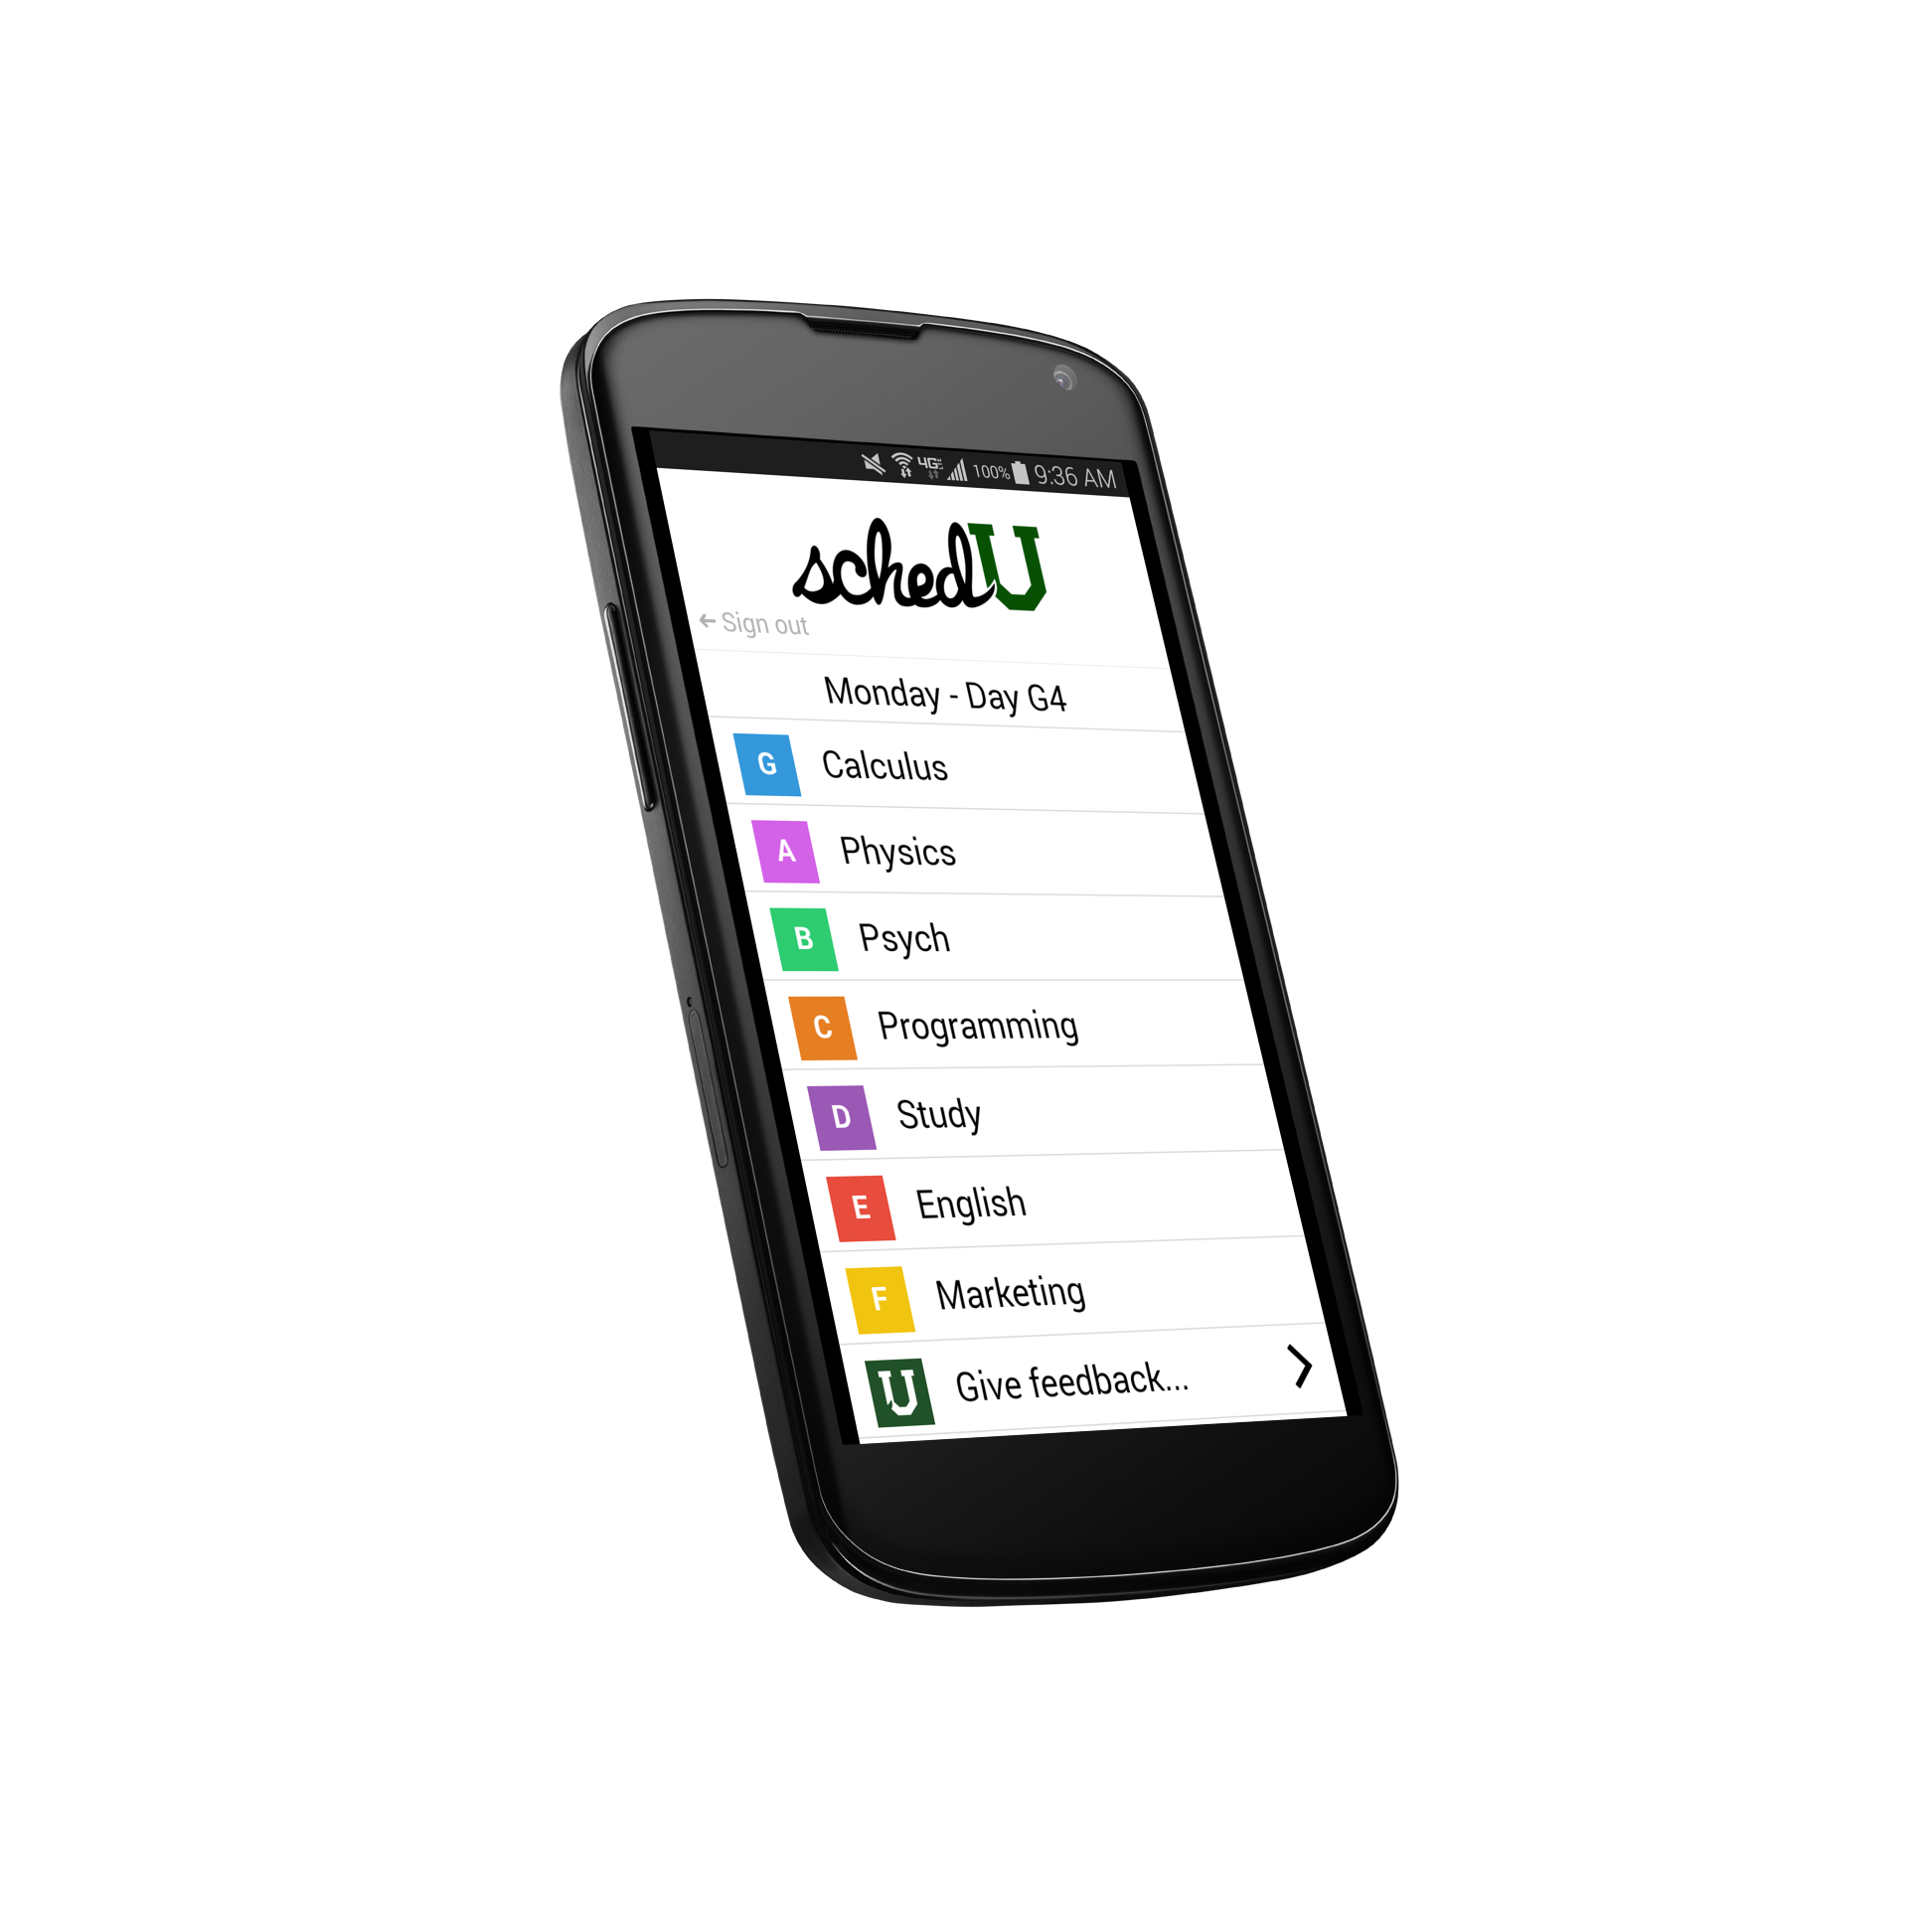 4G 100% 9:36 AM
schedU
Sign out
Monday - Day G4
G Calculus
A Physics
B Psych
C Programming
D Study
E English
F Marketing
U Give feedback...